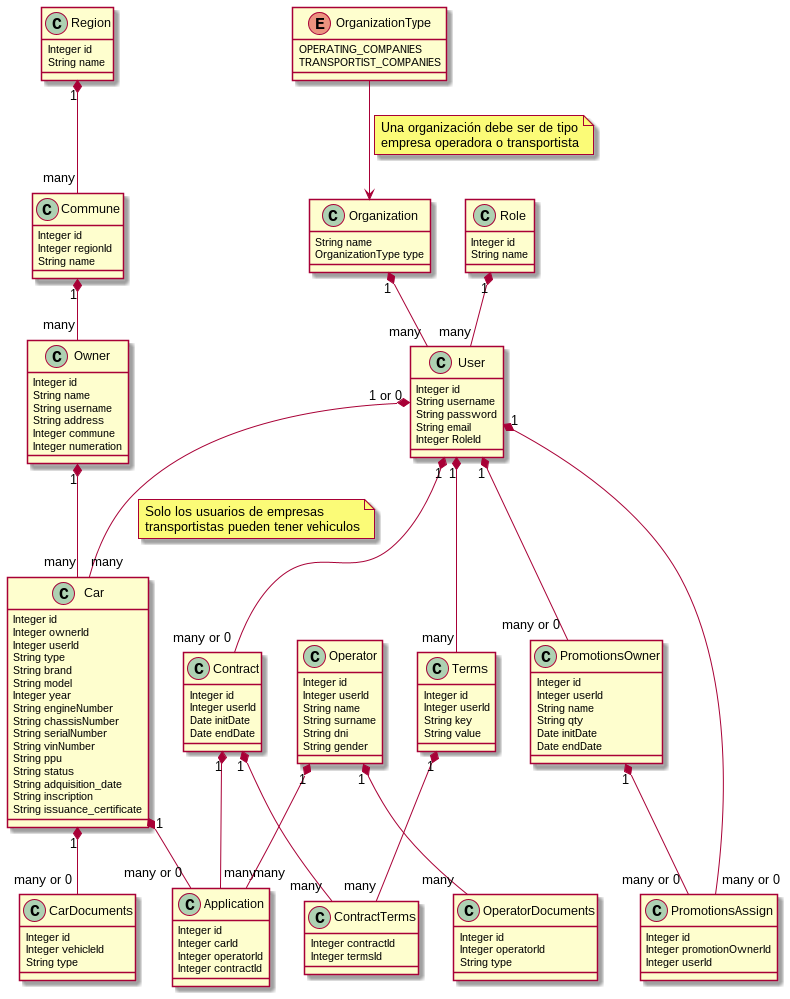 C Region
Integer id
String name
1
many
E OrganizationType
OPERATING_COMPANIES
TRANSPORTIST_COMPANIES
Una organización debe ser de tipo
empresa operadora o transportista
C Commune
Integer id
Integer regionId
String name
1
many
C Organization
String name
OrganizationType type
1
many
C Role
Integer id
String name
1
many
C Owner
Integer id
String name
String username
String address
Integer commune
Integer numeration
1
many
C User
Integer id
String username
String password
String email
Integer RoleId
1 or 0
1
1
1
1
Solo los usuarios de empresas
transportistas pueden tener vehiculos
many
C Car
Integer id
Integer ownerId
Integer userId
String type
String brand
String model
Integer year
String engineNumber
String chassisNumber
String serialNumber
String vinNumber
String ppu
String status
String adquisition_date
String inscription
String issuance_certificate
1
1
many or 0
C Contract
Integer id
Integer userId
Date initDate
Date endDate
1
1
C Operator
Integer id
Integer userId
String name
String surname
String dni
String gender
1
1
many
C Terms
Integer id
Integer userId
String key
String value
1
many or 0
C PromotionsOwner
Integer id
Integer userId
String name
String qty
Date initDate
Date endDate
1
many or 0
C CarDocuments
Integer id
Integer vehicleId
String type
many or 0
many
many
C Application
Integer id
Integer carId
Integer operatorId
Integer contractId
many
many
C ContractTerms
Integer contractId
Integer termsId
many
C OperatorDocuments
Integer id
Integer operatorId
String type
many or 0
many or 0
C PromotionsAssign
Integer id
Integer promotionOwnerId
Integer userId